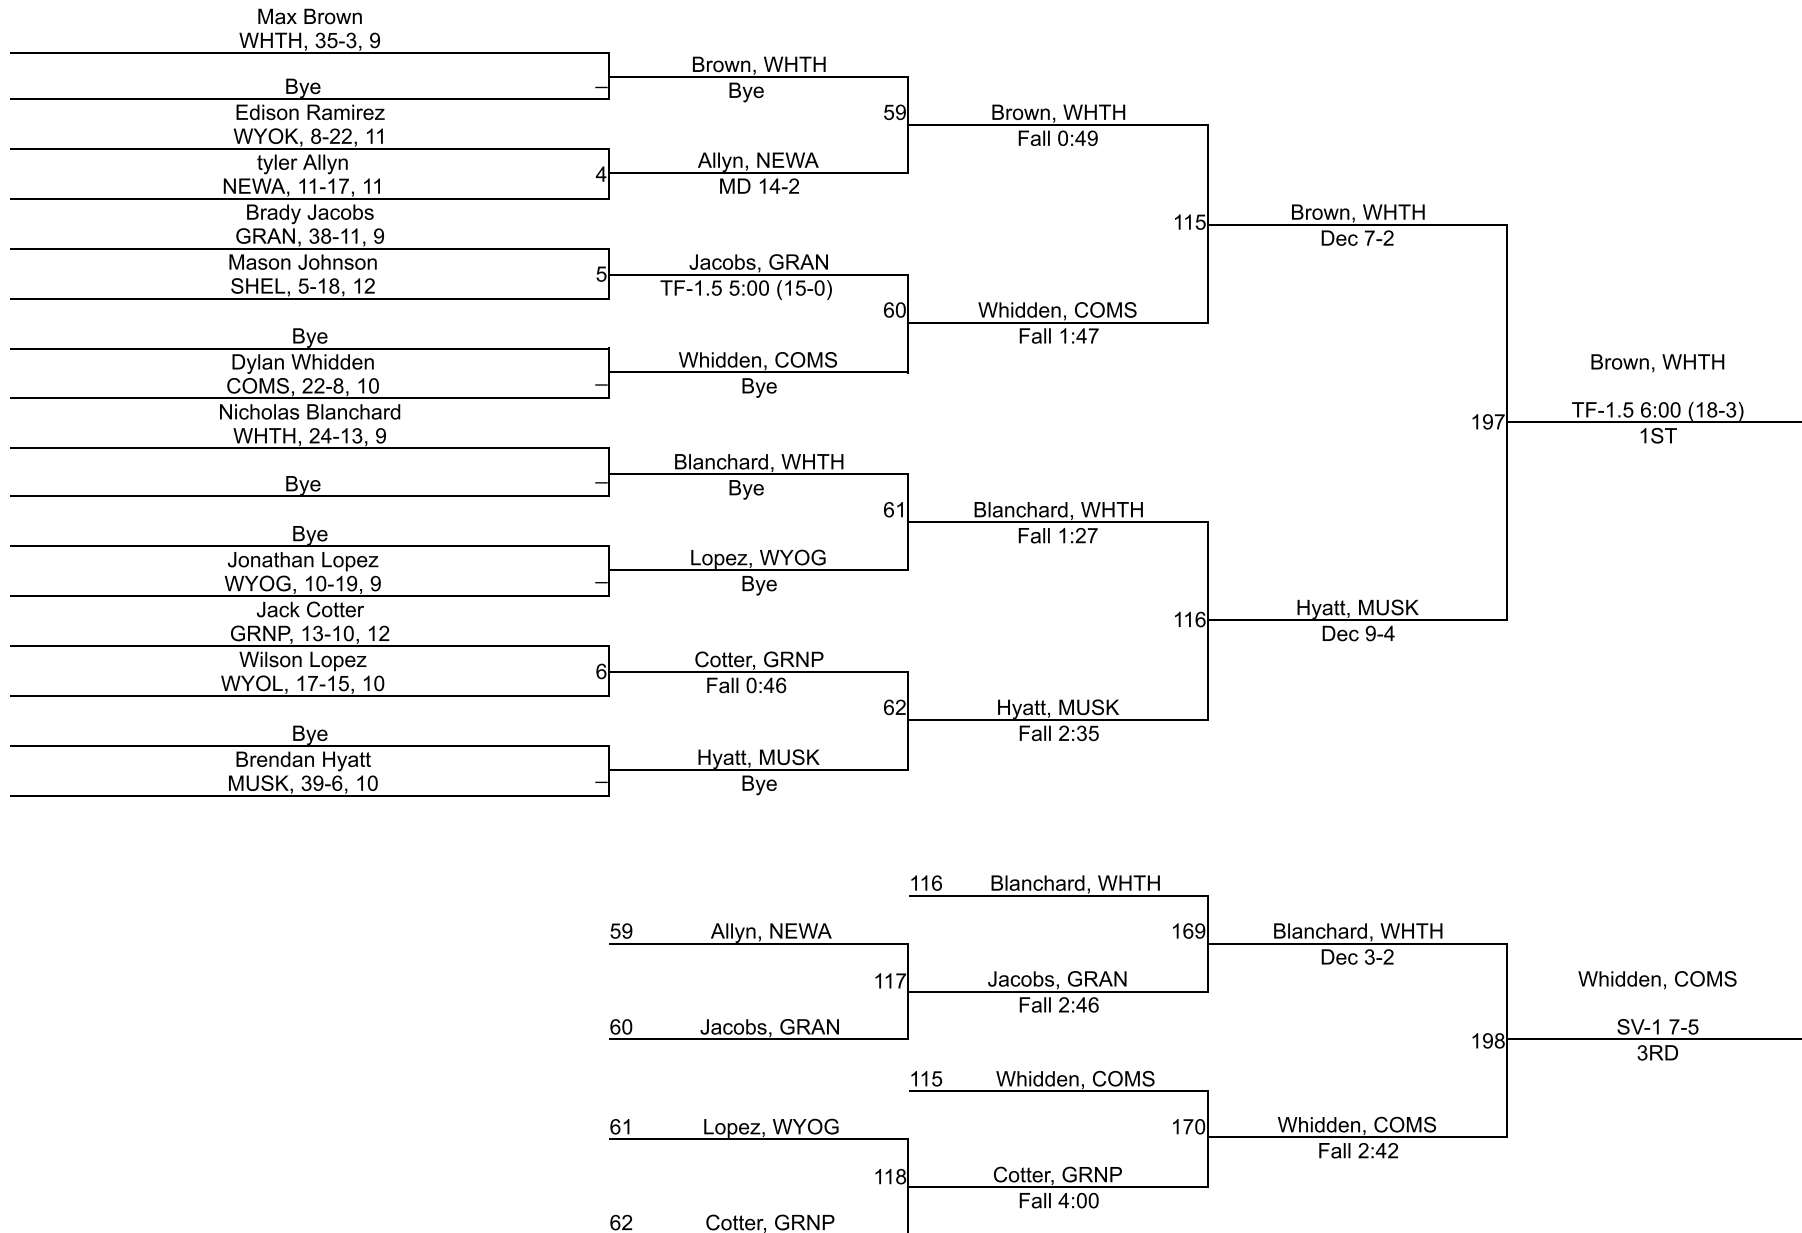 Max Brown
WHTH, 35-3, 9
Bye
–
Edison Ramirez
WYOK, 8-22, 11
tyler Allyn
NEWA, 11-17, 11
4
Brady Jacobs
GRAN, 38-11, 9
Mason Johnson
SHEL, 5-18, 12
5
Bye
Dylan Whidden
COMS, 22-8, 10
–
Nicholas Blanchard
WHTH, 24-13, 9
Bye
–
Bye
Jonathan Lopez
WYOG, 10-19, 9
–
Jack Cotter
GRNP, 13-10, 12
Wilson Lopez
WYOL, 17-15, 10
6
Bye
Brendan Hyatt
MUSK, 39-6, 10
–
Brown, WHTH
Bye
59
Allyn, NEWA
MD 14-2
Jacobs, GRAN
TF-1.5 5:00 (15-0)
60
Whidden, COMS
Bye
Blanchard, WHTH
Bye
61
Lopez, WYOG
Bye
Cotter, GRNP
Fall 0:46
62
Hyatt, MUSK
Bye
Brown, WHTH
Fall 0:49
115
Whidden, COMS
Fall 1:47
Blanchard, WHTH
Fall 1:27
116
Hyatt, MUSK
Fall 2:35
Brown, WHTH
Dec 7-2
197
Hyatt, MUSK
Dec 9-4
Brown, WHTH
TF-1.5 6:00 (18-3)
1ST
116 Blanchard, WHTH
59 Allyn, NEWA
169
117
Jacobs, GRAN
Fall 2:46
60 Jacobs, GRAN
115 Whidden, COMS
61 Lopez, WYOG
170
118
Cotter, GRNP
Fall 4:00
62 Cotter, GRNP
Blanchard, WHTH
Dec 3-2
198
Whidden, COMS
Fall 2:42
Whidden, COMS
SV-1 7-5
3RD